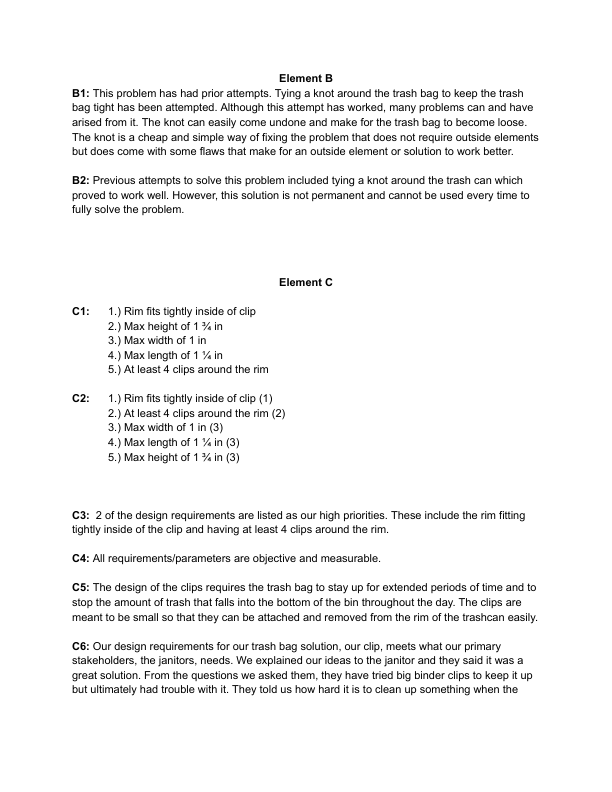 Element B
B1: This problem has had prior attempts. Tying a knot around the trash bag to keep the trash
bag tight has been attempted. Although this attempt has worked, many problems can and have
arised from it. The knot can easily come undone and make for the trash bag to become loose.
The knot is a cheap and simple way of fixing the problem that does not require outside elements
but does come with some flaws that make for an outside element or solution to work better.
B2: Previous attempts to solve this problem included tying a knot around the trash can which
proved to work well. However, this solution is not permanent and cannot be used every time to
fully solve the problem.
Element C
C1: 1.) Rim fits tightly inside of clip
2.) Max height of 1 ¾ in
3.) Max width of 1 in
4.) Max length of 1 ¼ in
5.) At least 4 clips around the rim
C2: 1.) Rim fits tightly inside of clip (1)
2.) At least 4 clips around the rim (2)
3.) Max width of 1 in (3)
4.) Max length of 1 ¼ in (3)
5.) Max height of 1 ¾ in (3)
C3: 2 of the design requirements are listed as our high priorities. These include the rim fitting
tightly inside of the clip and having at least 4 clips around the rim.
C4: All requirements/parameters are objective and measurable.
C5: The design of the clips requires the trash bag to stay up for extended periods of time and to
stop the amount of trash that falls into the bottom of the bin throughout the day. The clips are
meant to be small so that they can be attached and removed from the rim of the trashcan easily.
C6: Our design requirements for our trash bag solution, our clip, meets what our primary
stakeholders, the janitors, needs. We explained our ideas to the janitor and they said it was a
great solution. From the questions we asked them, they have tried big binder clips to keep it up
but ultimately had trouble with it. They told us how hard it is to clean up something when the